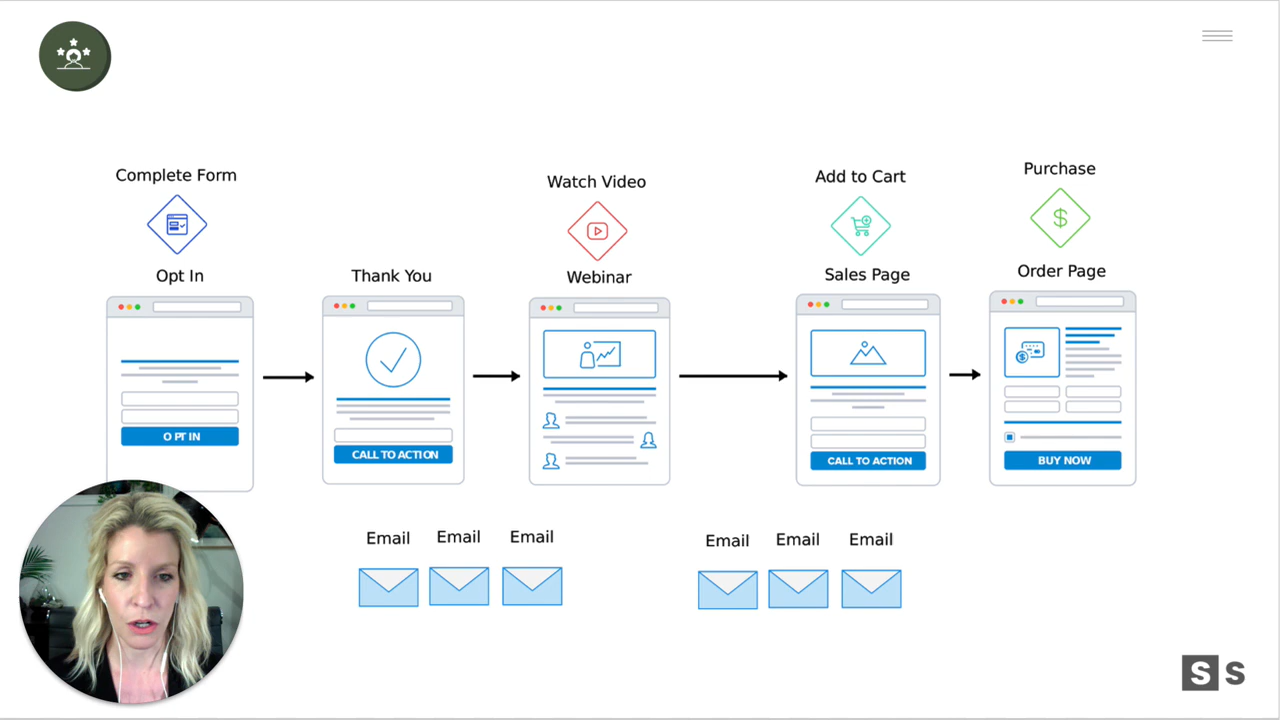 Complete Form
Watch Video
Add to Cart
Purchase
Opt In
Thank You
Webinar
Sales Page
Order Page
OPT IN
CALL TO ACTION
CALL TO ACTION
BUY NOW
Email
Email
Email
Email
Email
Email
S S